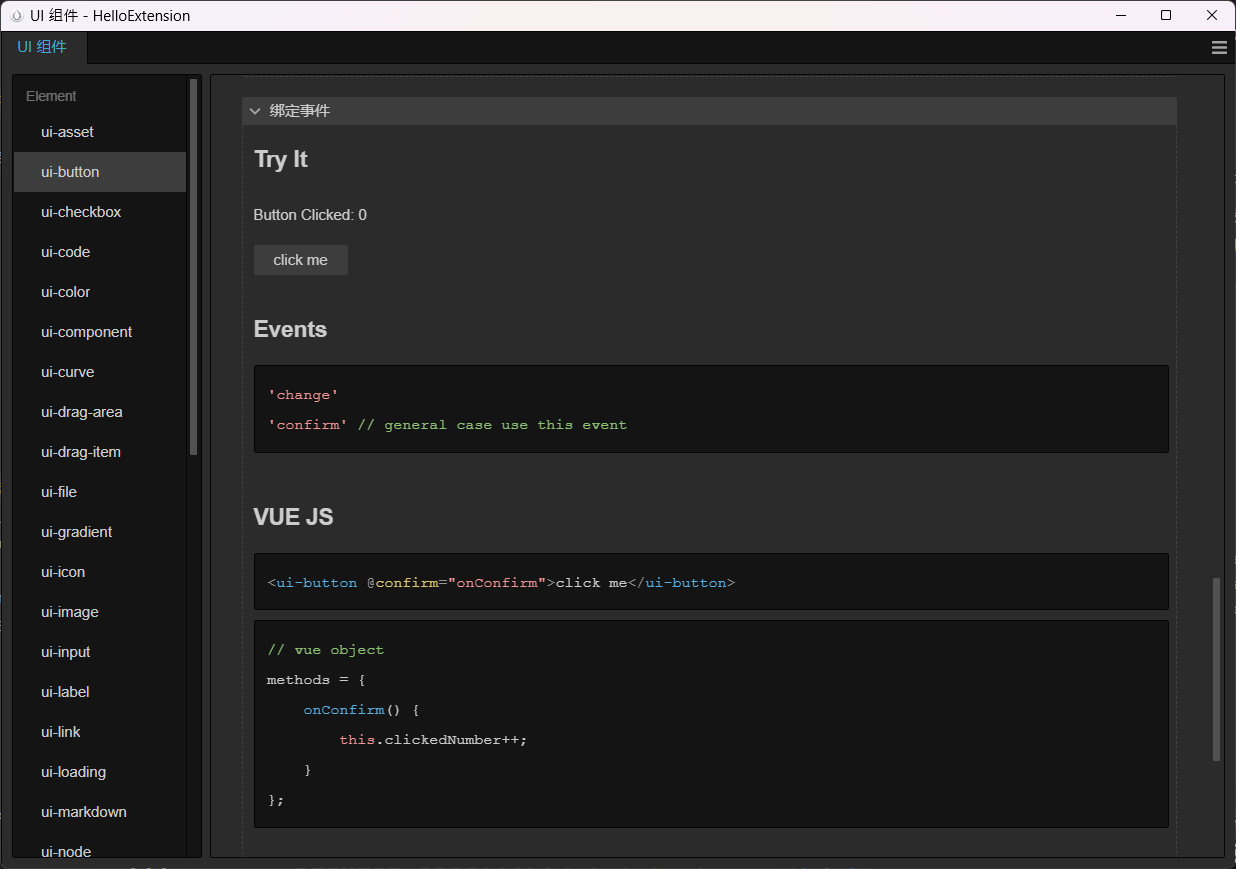 UI 组件 - HelloExtension
UI 组件
Element
ui-asset
ui-button
ui-checkbox
ui-code
ui-color
ui-component
ui-curve
ui-drag-area
ui-drag-item
ui-file
ui-gradient
ui-icon
ui-image
ui-input
ui-label
ui-link
ui-loading
ui-markdown
ui-node
绑定事件
Try It
Button Clicked: 0
click me
Events
'change'
'confirm' // general case use this event
VUE JS
<ui-button @confirm="onConfirm">click me</ui-button>
// vue object
methods = {
    onConfirm() {
        this.clickedNumber++;
    }
};